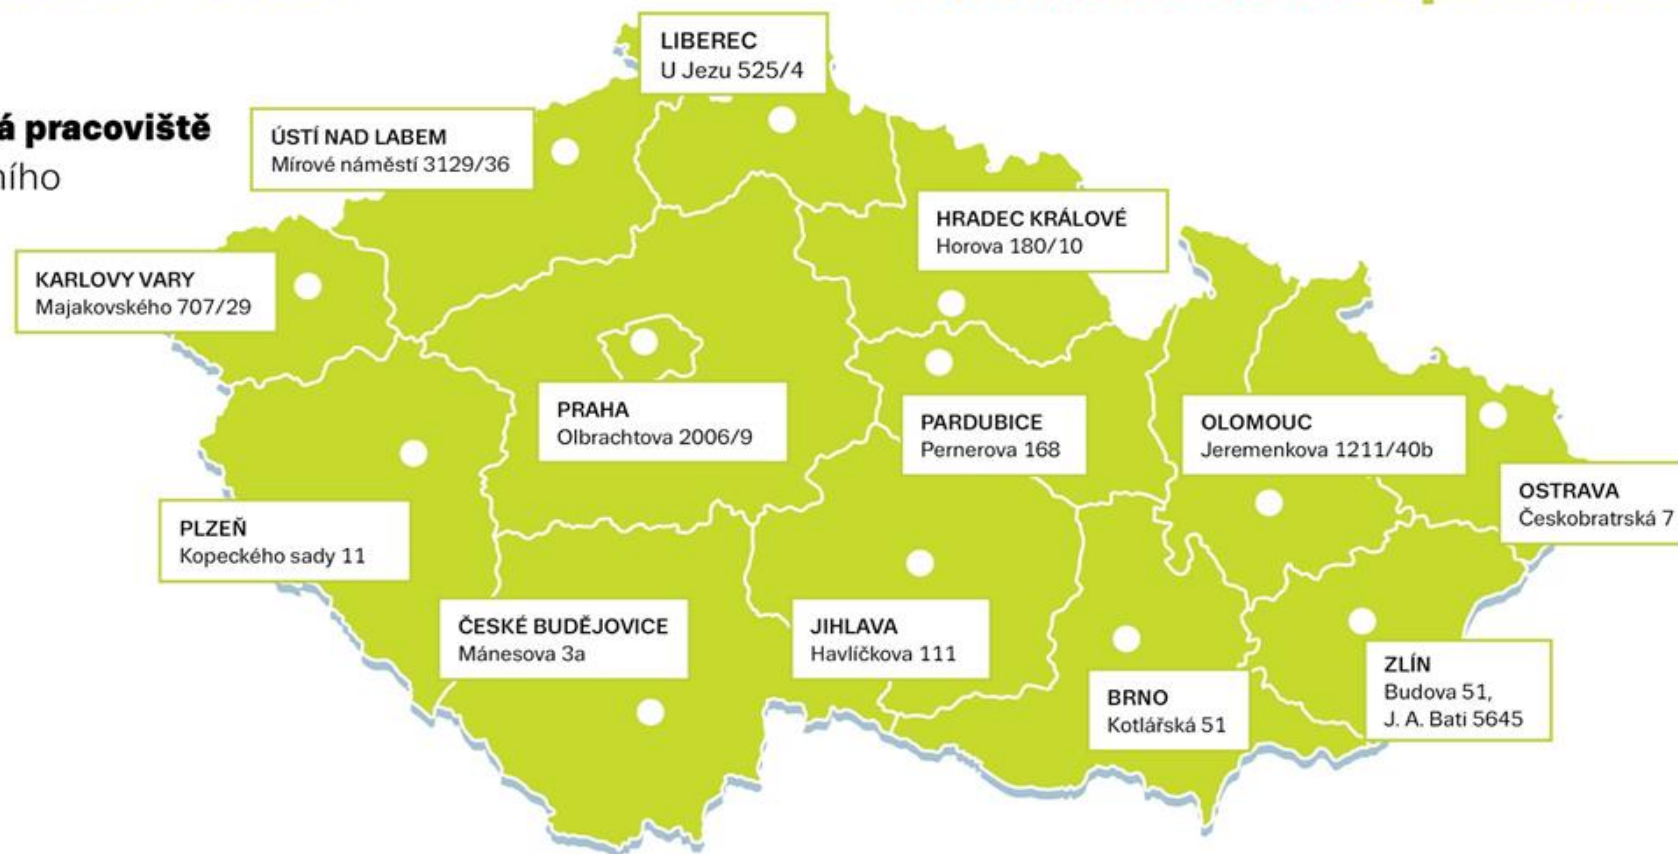 LIBEREC
U Jezu 525/4
á pracoviště
ního
ÚSTÍ NAD LABEM
Mírové náměstí 3129/36
HRADEC KRÁLOVÉ
Horova 180/10
KARLOVY VARY
Majakovského 707/29
PRAHA
Olbrachtova 2006/9
PARDUBICE
Pernerova 168
OLOMOUC
Jeremenkova 1211/40b
OSTRAVA
Českobratrská 7
PLZEŇ
Kopeckého sady 11
ČESKÉ BUDĚJOVICE
Mánesova 3a
JIHLAVA
Havlíčkova 111
BRNO
Kotlářská 51
ZLÍN
Budova 51,
J. A. Bati 5645